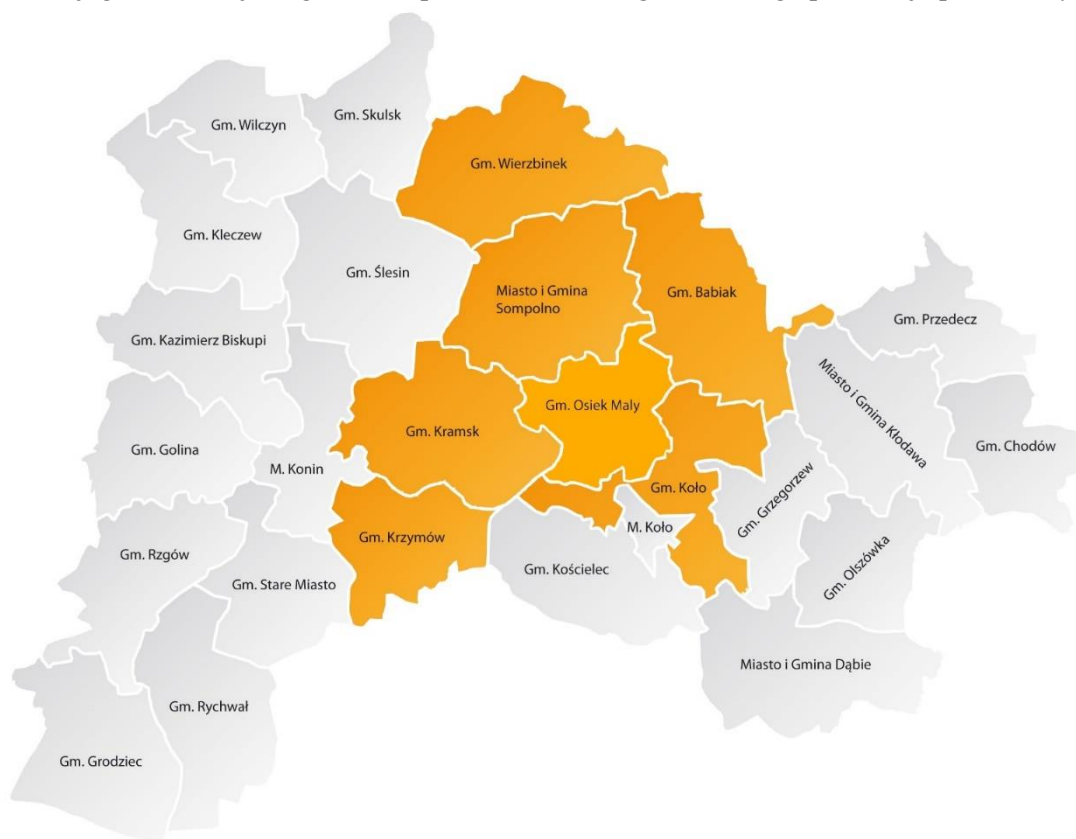 Gm. Skulsk
Gm. Wilczyn
Gm. Wierzbinek
Gm. Kleczew
Gm. Ślesin
Miasto i Gmina
Sompolno
Gm. Babiak
Gm. Przedecz
Gm. Kazimierz Biskupi
Miasto i Gmina Kłodawa
Gm. Osiek Mały
Gm. Kramsk
Gm. Golina
Gm. Chodów
M. Konin
Gm. Koło
Gm. Grzegorzew
M. Koło
Gm. Krzymów
Gm. Rzgów
Gm. Kościelec
Gm. Olszówka
Gm. Stare Miasto
Miasto i Gmina Dąbie
Gm. Rychwał
Gm. Grodziec